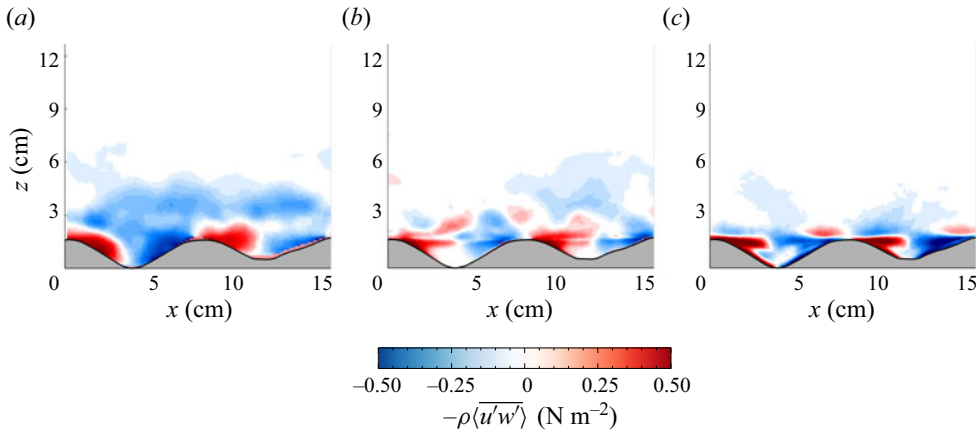 (a) (b) (c)
12 12 12
9 9 9
z (cm) 6 6 6
3 3 3
0 5 10 15 0 5 10 15 0 5 10 15
x (cm) x (cm) x (cm)
–0.50 –0.25 0 0.25 0.50
−ρ⟨u′w′⟩ (N m−2)